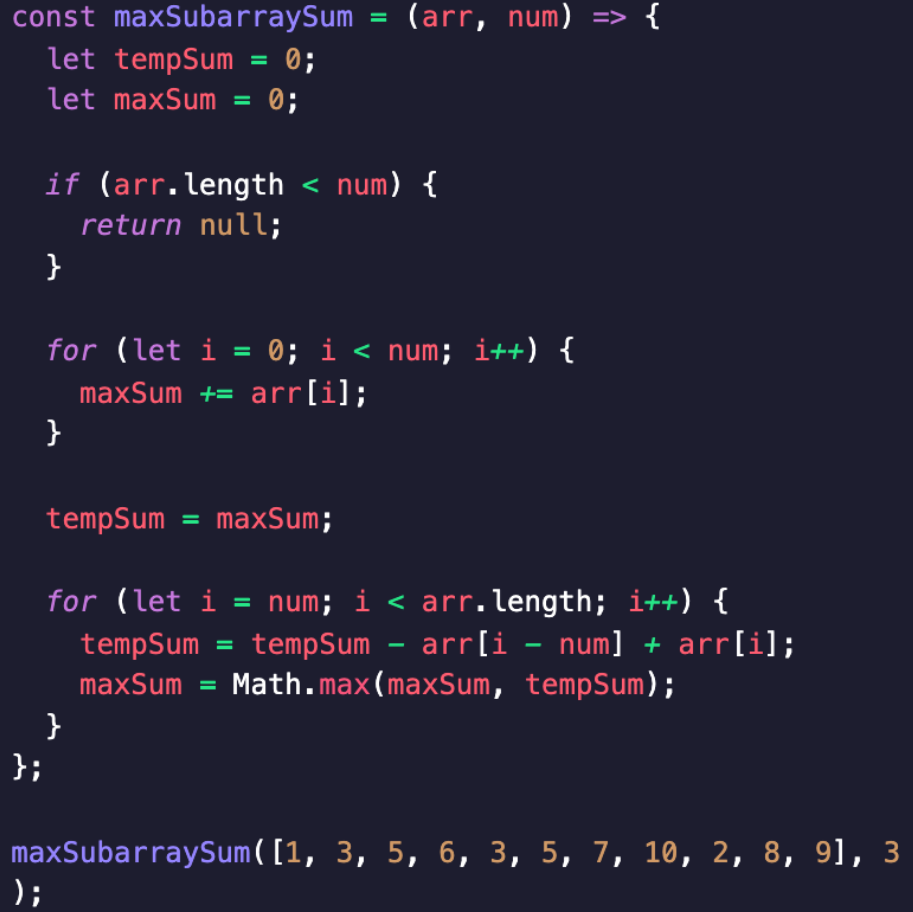 const maxSubarraySum = (arr, num) => {
  let tempSum = 0;
  let maxSum = 0;

  if (arr.length < num) {
    return null;
  }

  for (let i = 0; i < num; i++) {
    maxSum += arr[i];
  }

  tempSum = maxSum;

  for (let i = num; i < arr.length; i++) {
    tempSum = tempSum - arr[i - num] + arr[i];
    maxSum = Math.max(maxSum, tempSum);
  }
};

maxSubarraySum([1, 3, 5, 6, 3, 5, 7, 10, 2, 8, 9], 3
);